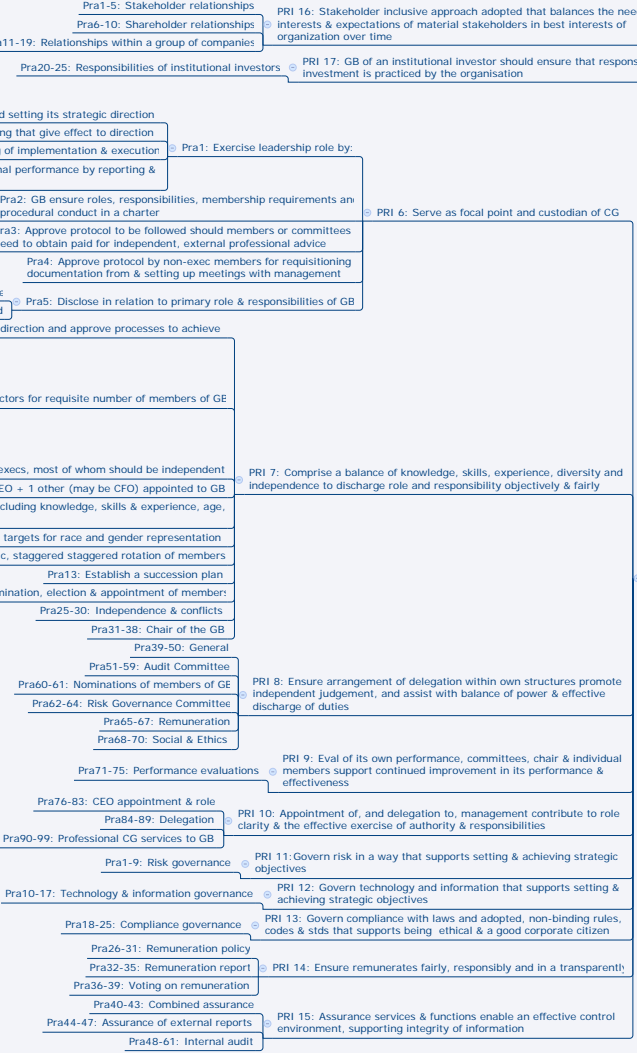 Pra1-5: Stakeholder relationships
Pra6-10: Shareholder relationships
11-19: Relationships within a group of companies
PRI 16: Stakeholder inclusive approach adopted that balances the
interests & expectations of material stakeholders in best interests of
organization over time
Pra20-25: Responsibilities of institutional investors
PRI 17: GB of an institutional investor should ensure that
investment is practiced by the organisation
setting its strategic direction
that give effect to direction
of implementation & execution
performance by reporting &
Pra1: Exercise leadership role by:
Pra2: GB ensure roles, responsibilities, membership requirements and
procedural conduct in a charter
ra3: Approve protocol to be followed should members or committees
eed to obtain paid for independent, external professional advice
Pra4: Approve protocol by non-exec members for requisitioning
documentation from & setting up meetings with management
Pra5: Disclose in relation to primary role & responsibilities of GB
PRI 6: Serve as focal point and custodian of CG
direction and approve processes to achieve
ctors for requisite number of members of GB
execs, most of whom should be independent
EO + 1 other (may be CFO) appointed to GB
cluding knowledge, skills & experience, age,
targets for race and gender representation
c, staggered staggered rotation of members
Pra13: Establish a succession plan
mination, election & appointment of members
Pra25-30: Independence & conflicts
Pra31-38: Chair of the GB
PRI 7: Comprise a balance of knowledge, skills, experience, diversity and
independence to discharge role and responsibility objectively & fairly
Pra39-50: General
Pra51-59: Audit Committee
Pra60-61: Nominations of members of GB
Pra62-64: Risk Governance Committee
Pra65-67: Remuneration
Pra68-70: Social & Ethics
PRI 8: Ensure arrangement of delegation within own structures promote
independent judgement, and assist with balance of power & effective
discharge of duties
Pra71-75: Performance evaluations
PRI 9: Eval of its own performance, committees, chair & individual
members support continued improvement in its performance &
effectiveness
Pra76-83: CEO appointment & role
Pra84-89: Delegation
Pra90-99: Professional CG services to GB
PRI 10: Appointment of, and delegation to, management contribute to role
clarity & the effective exercise of authority & responsibilities
Pra1-9: Risk governance
PRI 11:Govern risk in a way that supports setting & achieving strategic
objectives
Pra10-17: Technology & information governance
PRI 12: Govern technology and information that supports setting &
achieving strategic objectives
Pra18-25: Compliance governance
PRI 13: Govern compliance with laws and adopted, non-binding rules,
codes & stds that supports being ethical & a good corporate citizen
Pra26-31: Remuneration policy
Pra32-35: Remuneration report
Pra36-39: Voting on remuneration
PRI 14: Ensure remunerates fairly, responsibly and in a transparently
Pra40-43: Combined assurance
Pra44-47: Assurance of external reports
Pra48-61: Internal audit
PRI 15: Assurance services & functions enable an effective control
environment, supporting integrity of information